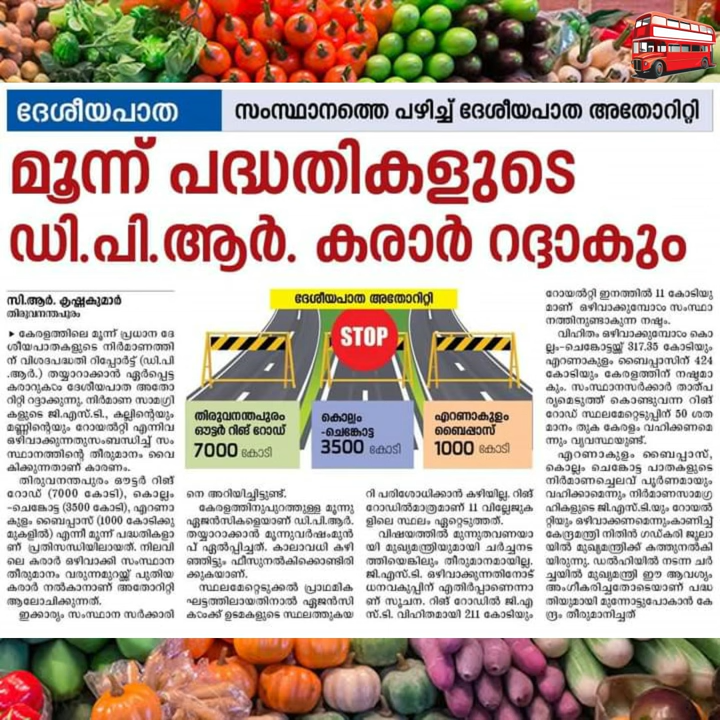 ദേശീയപാത
സംസ്ഥാനത്തെ പഴിച്ച് ദേശീയപാത അതോറിറ്റി
മൂന്ന് പദ്ധതികളുടെ
ഡി.പി.ആർ. കരാർ റദ്ദാകും
സി.ആർ. കൃഷ്ണകുമാർ
തിരുവനന്തപുരം
▸ കേരളത്തിലെ മൂന്ന് പ്രധാന ദേ
ശീയപാതകളുടെ നിർമാണത്തി
ന് വിശദപദ്ധതി റിപ്പോർട്ട് (ഡി.പി
.ആർ.) തയ്യാറാക്കാൻ ഏർപ്പെട്ട
കരാറുകൾ ദേശീയപാത അതോ
റിറ്റി റദ്ദാക്കുന്നു. നിർമാണ സാമഗ്രി
കളുടെ ജി.എസ്.ടി., കല്ലിന്റെയും
മണ്ണിന്റെയും റോയൽറ്റി എന്നിവ
ഒഴിവാക്കുന്നതുസംബന്ധിച്ച് സം
സ്ഥാനത്തിന്റെ തീരുമാനം വൈ
കിക്കുന്നതാണ് കാരണം.
തിരുവനന്തപുരം ഔട്ടർ റിങ്
റോഡ് (7000 കോടി), കൊല്ലം
-ചെങ്കോട്ട (3500 കോടി), എറണാ
കുളം ബൈപ്പാസ് (1000 കോടിക്കു
മുകളിൽ) എന്നീ മൂന്ന് പദ്ധതികളാ
ണ് പ്രതിസന്ധിയിലായത്. നിലവി
ലെ കരാർ ഒഴിവാക്കി സംസ്ഥാന
തീരുമാനം വരുന്നമുറയ്ക്ക് പുതിയ
കരാർ നൽകാനാണ് അതോറിറ്റി
ആലോചിക്കുന്നത്.
ഇക്കാര്യം സംസ്ഥാന സർക്കാരി
ദേശീയപാത അതോറിറ്റി
STOP
തിരുവനന്തപുരം
ഔട്ടർ റിങ് റോഡ്
7000 കോടി
കൊല്ലം
-ചെങ്കോട്ട
3500 കോടി
എറണാകുളം
ബൈപ്പാസ്
1000 കോടി
നെ അറിയിച്ചിട്ടുണ്ട്.
കേരളത്തിനുപുറത്തുള്ള മൂന്നു
ഏജൻസികളെയാണ് ഡി.പി.ആർ.
തയ്യാറാക്കാൻ മൂന്നുവർഷംമുൻ
പ് ഏൽപ്പിച്ചത്. കാലാവധി കഴി
ഞ്ഞിട്ടും ഫീസുനൽകിക്കൊണ്ടിരി
ക്കുകയാണ്.
സ്ഥലമേറ്റെടുക്കൽ പ്രാഥമിക
ഘട്ടത്തിലായതിനാൽ ഏജൻസി
കൾക്ക് ഉടമകളുടെ സ്ഥലത്തുകയ
റി പരിശോധിക്കാൻ കഴിയില്ല. റിങ്
റോഡിൽമാത്രമാണ് 11 വില്ലേജുക
ളിലെ സ്ഥലം ഏറ്റെടുത്തത്.
വിഷയത്തിൽ മൂന്നുതവണയാ
യി മുഖ്യമന്ത്രിയുമായി ചർച്ചനട
ത്തിയെങ്കിലും തീരുമാനമായില്ല.
ജി.എസ്.ടി. ഒഴിവാക്കുന്നതിനോട്
ധനവകുപ്പിന് എതിർപ്പാണെന്നാ
ണ് സൂചന. റിങ് റോഡിൽ ജി.എ
സ്.ടി. വിഹിതമായി 211 കോടിയും
റോയൽറ്റി ഇനത്തിൽ 11 കോടിയു
മാണ് ഒഴിവാക്കുമ്പോൾ സംസ്ഥാ
നത്തിനുണ്ടാകുന്ന നഷ്ടം.
വിഹിതം ഒഴിവാക്കുമ്പോൾ കൊ
ല്ലം-ചെങ്കോട്ടയ്ക്ക് 317.35 കോടിയും
എറണാകുളം ബൈപ്പാസിന് 424
കോടിയും കേരളത്തിന് നഷ്ടമാ
കും. സംസ്ഥാനസർക്കാർ താത്പ
ര്യമെടുത്ത് കൊണ്ടുവന്ന റിങ്
റോഡ് സ്ഥലമേറ്റടുപ്പിന് 50 ശത
മാനം തുക കേരളം വഹിക്കണമെ
ന്നും വ്യവസ്ഥയുണ്ട്.
എറണാകുളം ബൈപ്പാസ്,
കൊല്ലം ചെങ്കോട്ട പാതകളുടെ
നിർമാണച്ചെലവ് പൂർണമായും
വഹിക്കാമെന്നും നിർമാണസാമഗ്ര
ഹികളുടെ ജി.എസ്.ടി.യും റോയൽ
റ്റിയും ഒഴിവാക്കണമെന്നുംകാണിച്ച്
കേന്ദ്രമന്ത്രി നിതിൻ ഗഡ്കരി ജൂലാ
യിൽ മുഖ്യമന്ത്രിക്ക് കത്തുനൽകി
യിരുന്നു. ഡൽഹിയിൽ നടന്ന ചർ
ച്ചയിൽ മുഖ്യമന്ത്രി ഈ ആവശ്യം
അംഗീകരിച്ചതോടെയാണ് പദ്ധ
തിയുമായി മുന്നോട്ടുപോകാൻ കേ
ന്ദ്രം തീരുമാനിച്ചത്